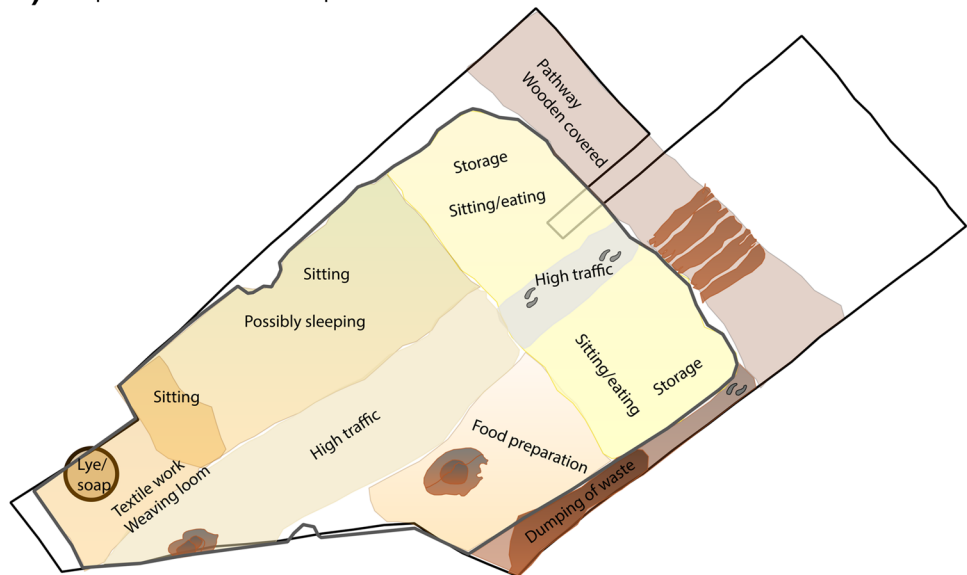 Pathway
Wooden covered
Storage
Sitting/eating
High traffic
Sitting
Possibly sleeping
Sitting/eating
Storage
Sitting
High traffic
Food preparation
Lye/
soap
Textile work
Weaving loom
Dumping of waste